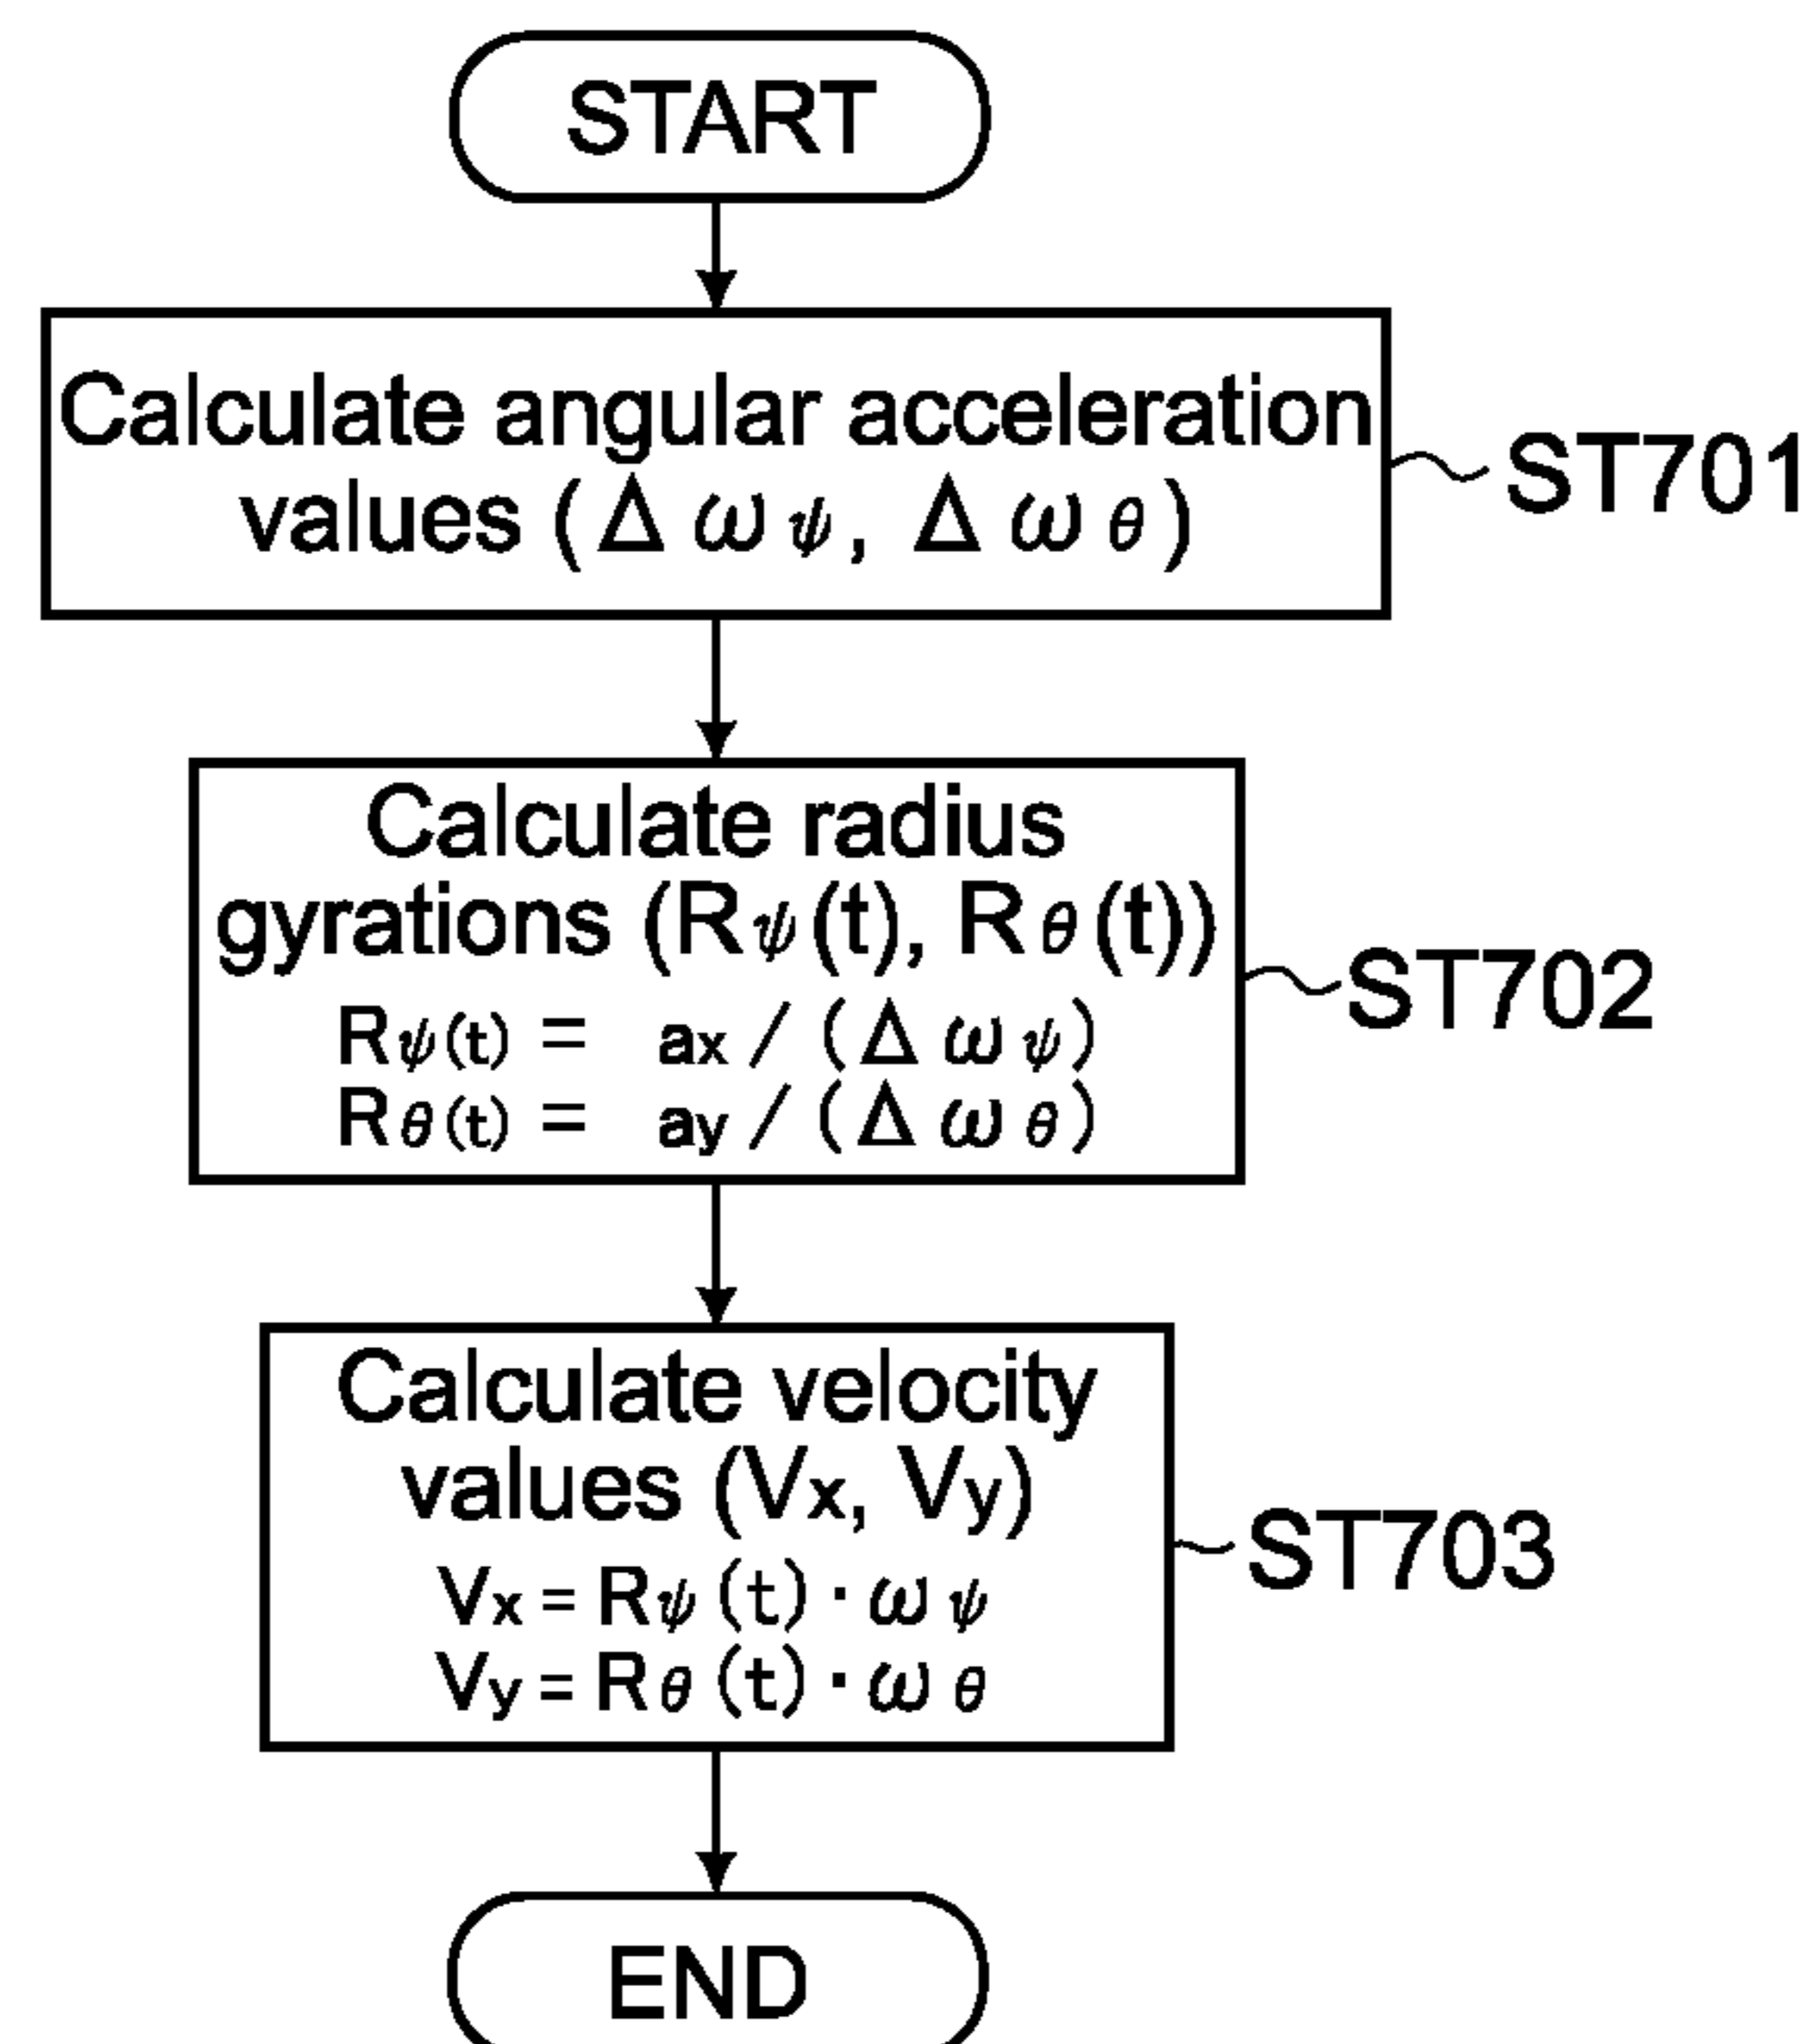 START
Calculate angular acceleration
values (Δωψ, Δωθ)
ST701
Calculate radius
gyrations (Rψ(t), Rθ(t))
Rψ(t) = ax / (Δωψ)
Rθ(t) = ay / (Δωθ)
ST702
Calculate velocity
values (Vx, Vy)
Vx = Rψ(t)・ωψ
Vy = Rθ(t)・ωθ
ST703
END